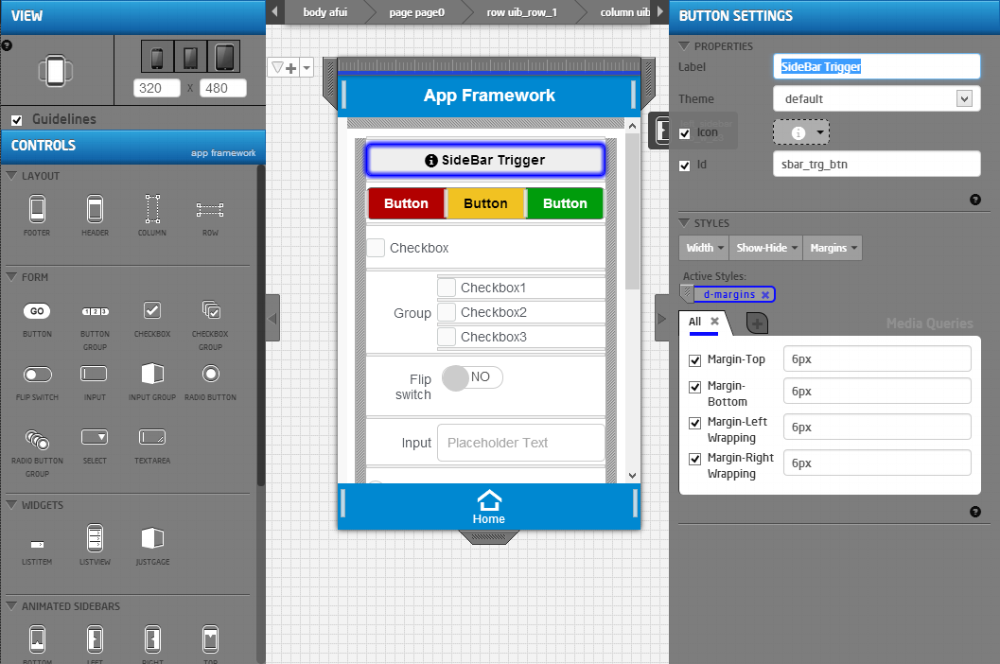 VIEW
320 X 480
Guidelines
CONTROLS
app framework
LAYOUT
FOOTER HEADER COLUMN ROW
FORM
GO 1 2 3
BUTTON BUTTON GROUP CHECKBOX CHECKBOX GROUP
FLIP SWITCH INPUT INPUT GROUP RADIO BUTTON
RADIO BUTTON GROUP SELECT TEXTAREA
WIDGETS
LISTITEM LISTVIEW JUSTGAGE
ANIMATED SIDEBARS
BOTTOM LEFT RIGHT TOP
body afui page page0 row uib_row_1 column uib
App Framework
SideBar Trigger
Button Button Button
Checkbox
Group
Checkbox1
Checkbox2
Checkbox3
Flip switch NO
Input Placeholder Text
Home
BUTTON SETTINGS
PROPERTIES
Label SideBar Trigger
Theme default
Icon
Id sbar_trg_btn
STYLES
Width Show-Hide Margins
Active Styles:
d-margins
All
Media Queries
Margin-Top 6px
Margin-Bottom 6px
Margin-Left Wrapping 6px
Margin-Right Wrapping 6px